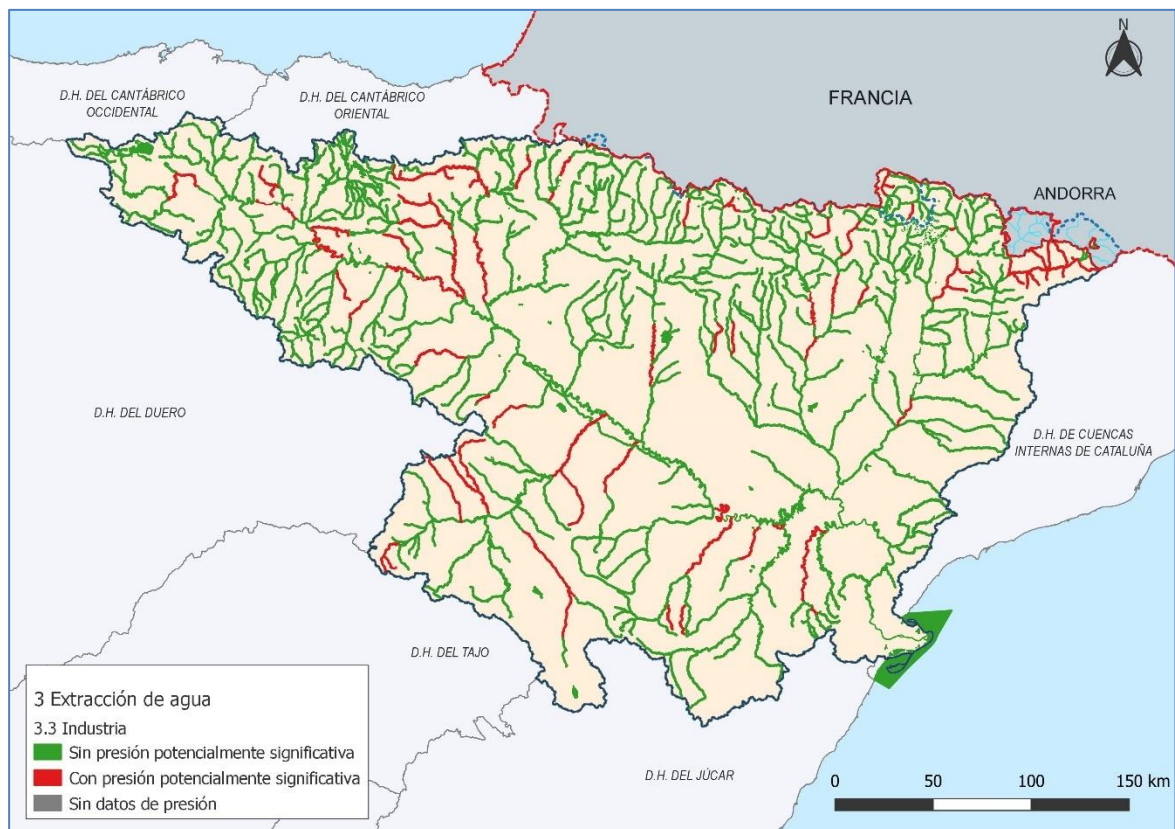 N
D.H. DEL CANTÁBRICO
OCCIDENTAL
D.H. DEL CANTÁBRICO
ORIENTAL
FRANCIA
ANDORRA
D.H. DEL DUERO
D.H. DE CUENCAS
INTERNAS DE CATALUÑA
D.H. DEL TAJO
D.H. DEL JÚCAR
3 Extracción de agua
3.3 Industria
Sin presión potencialmente significativa
Con presión potencialmente significativa
Sin datos de presión
0 50 100 150 km